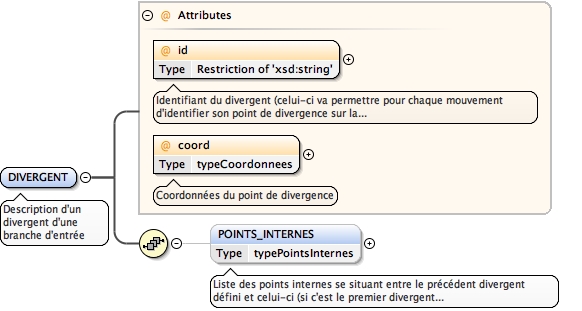 @ Attributes
@ id
Type Restriction of 'xsd:string'
Identifiant du divergent (celui-ci va permettre pour chaque mouvement
d'identifier son point de divergence sur la...
@ coord
Type typeCoordonnees
Coordonnées du point de divergence
DIVERGENT
Description d'un
divergent d'une
branche d'entrée
POINTS_INTERNES
Type typePointsInternes
Liste des points internes se situant entre le précédent divergent
défini et celui-ci (si c'est le premier divergent...